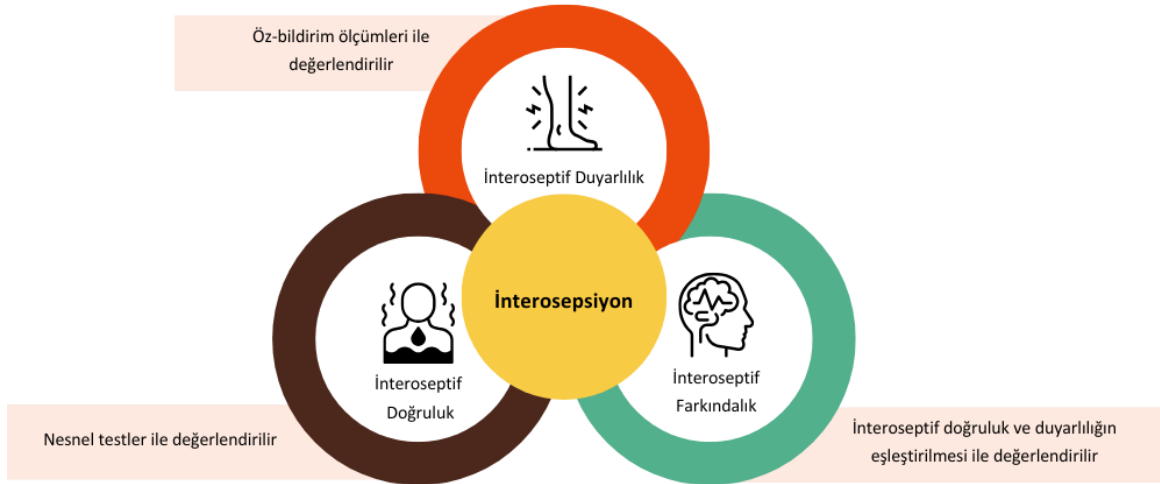 Öz-bildirim ölçümleri ile
değerlendirilir
İnteroseptif Duyarlılık
İnterosepsiyon
İnteroseptif
Doğruluk
İnteroseptif
Farkındalık
Nesnel testler ile değerlendirilir
İnteroseptif doğruluk ve duyarlılığın
eşleştirilmesi ile değerlendirilir